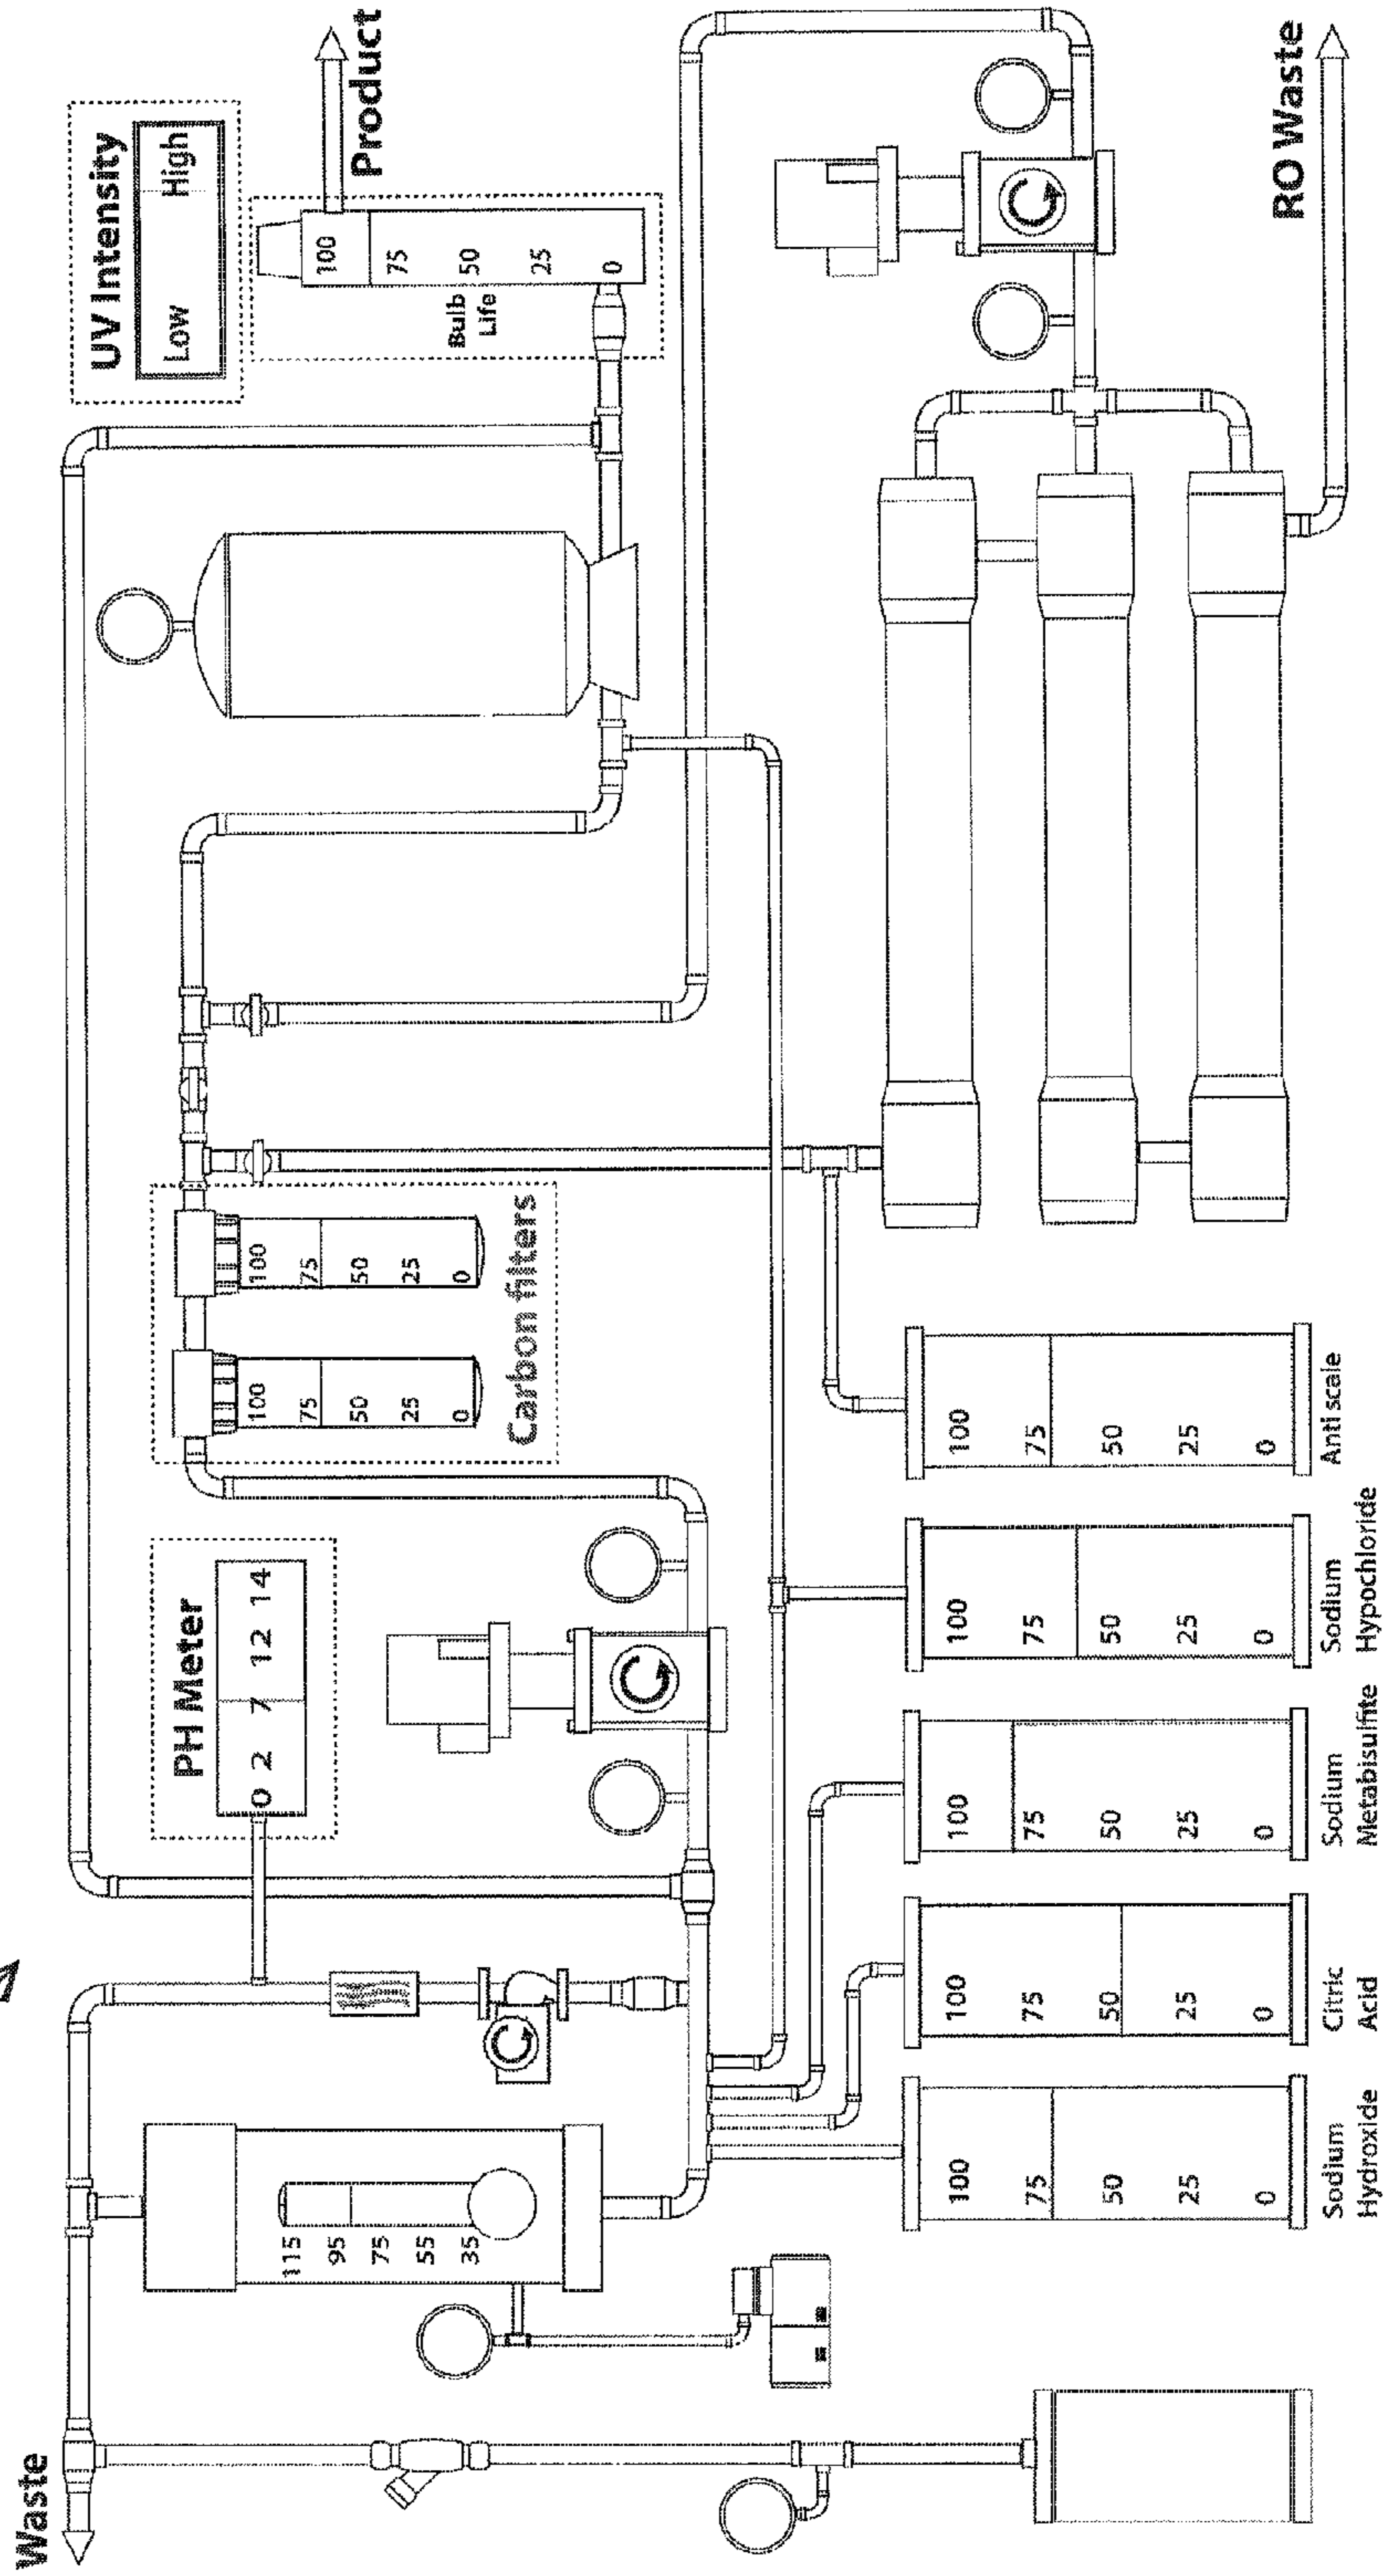 Waste
115
95
75
55
35
PH Meter
0 2 7 12 14
100
75
50
25
0
100
75
50
25
0
Carbon filters
UV Intensity
Low High
Product
100
75
50
25
0
Bulb
Life
100
75
50
25
0
Sodium
Hydroxide
100
75
50
25
0
Citric
Acid
100
75
50
25
0
Sodium
Metabisulfite
100
75
50
25
0
Sodium
Hypochloride
100
75
50
25
0
Anti scale
RO Waste